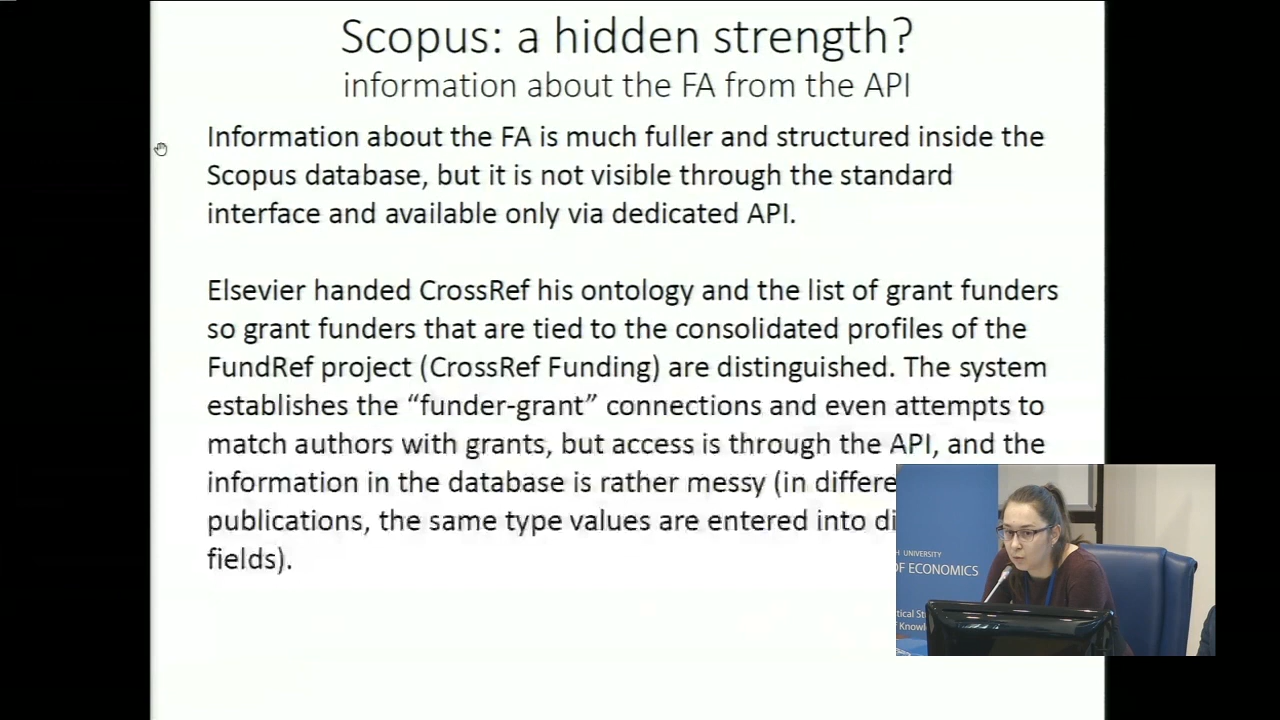 Scopus: a hidden strength?
information about the FA from the API
Information about the FA is much fuller and structured inside the
Scopus database, but it is not visible through the standard
interface and available only via dedicated API.
Elsevier handed CrossRef his ontology and the list of grant funders
so grant funders that are tied to the consolidated profiles of the
FundRef project (CrossRef Funding) are distinguished. The system
establishes the “funder-grant” connections and even attempts to
match authors with grants, but access is through the API, and the
information in the database is rather messy (in differe
publications, the same type values are entered into di
fields).
H UNIVERSITY
OF ECONOMICS
tical St
f Knowl